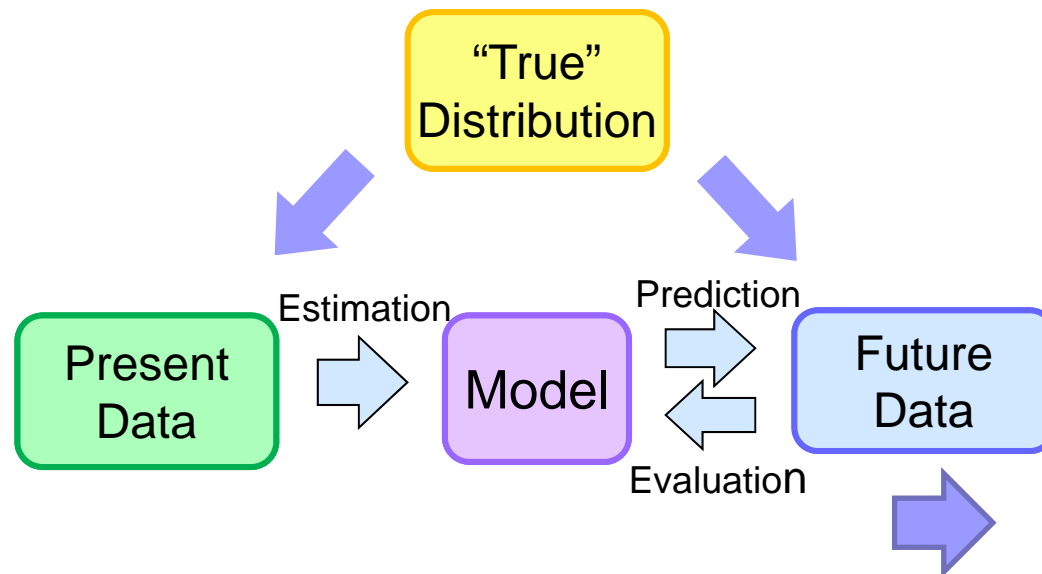 “True”
Distribution
Estimation
Prediction
Present
Data
Model
Future
Data
Evaluation